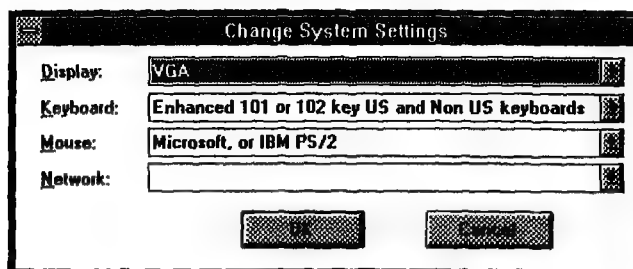 Change System Settings
Display: VGA
Keyboard: Enhanced 101 or 102 key US and Non US keyboards
Mouse: Microsoft, or IBM PS/2
Network:
OK Cancel